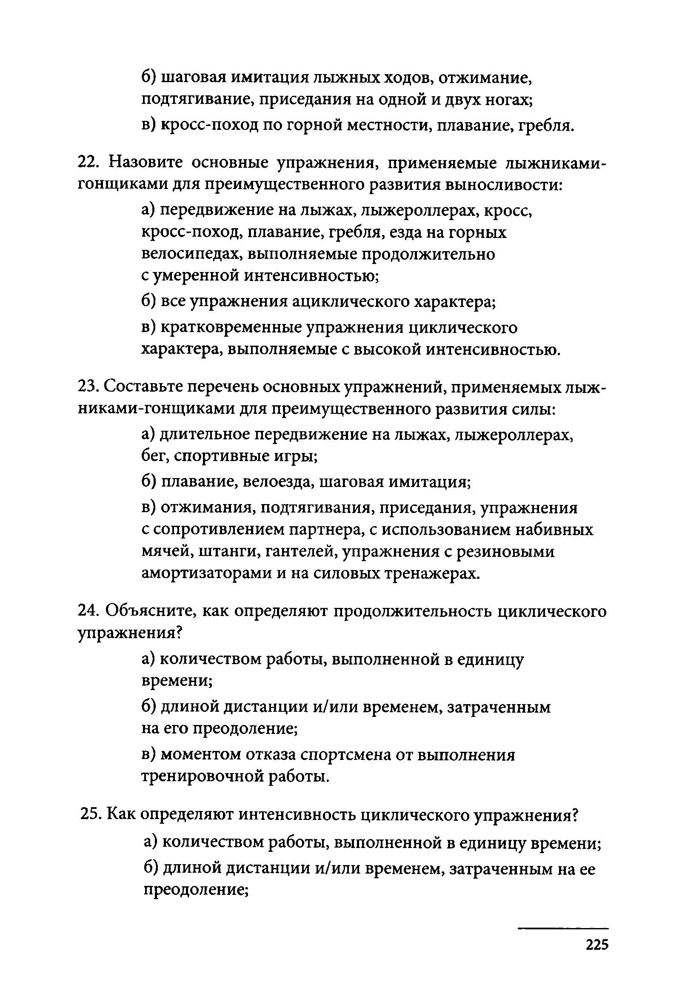 б) шаговая имитация лыжных ходов, отжимание,
подтягивание, приседания на одной и двух ногах;
в) кросс-поход по горной местности, плавание, гребля.
22. Назовите основные упражнения, применяемые лыжниками-
гонщиками для преимущественного развития выносливости:
а) передвижение на лыжах, лыжероллерах, кросс,
кросс-поход, плавание, гребля, езда на горных
велосипедах, выполняемые продолжительно
с умеренной интенсивностью;
б) все упражнения ациклического характера;
в) кратковременные упражнения циклического
характера, выполняемые с высокой интенсивностью.
23. Составьте перечень основных упражнений, применяемых лыж-
никами-гонщиками для преимущественного развития силы:
а) длительное передвижение на лыжах, лыжероллерах,
бег, спортивные игры;
б) плавание, велоезда, шаговая имитация;
в) отжимания, подтягивания, приседания, упражнения
с сопротивлением партнера, с использованием набивных
мячей, штанги, гантелей, упражнения с резиновыми
амортизаторами и на силовых тренажерах.
24. Объясните, как определяют продолжительность циклического
упражнения?
а) количеством работы, выполненной в единицу
времени;
б) длиной дистанции и/или временем, затраченным
на его преодоление;
в) моментом отказа спортсмена от выполнения
тренировочной работы.
25. Как определяют интенсивность циклического упражнения?
а) количеством работы, выполненной в единицу времени;
б) длиной дистанции и/или временем, затраченным на ее
преодоление;
225